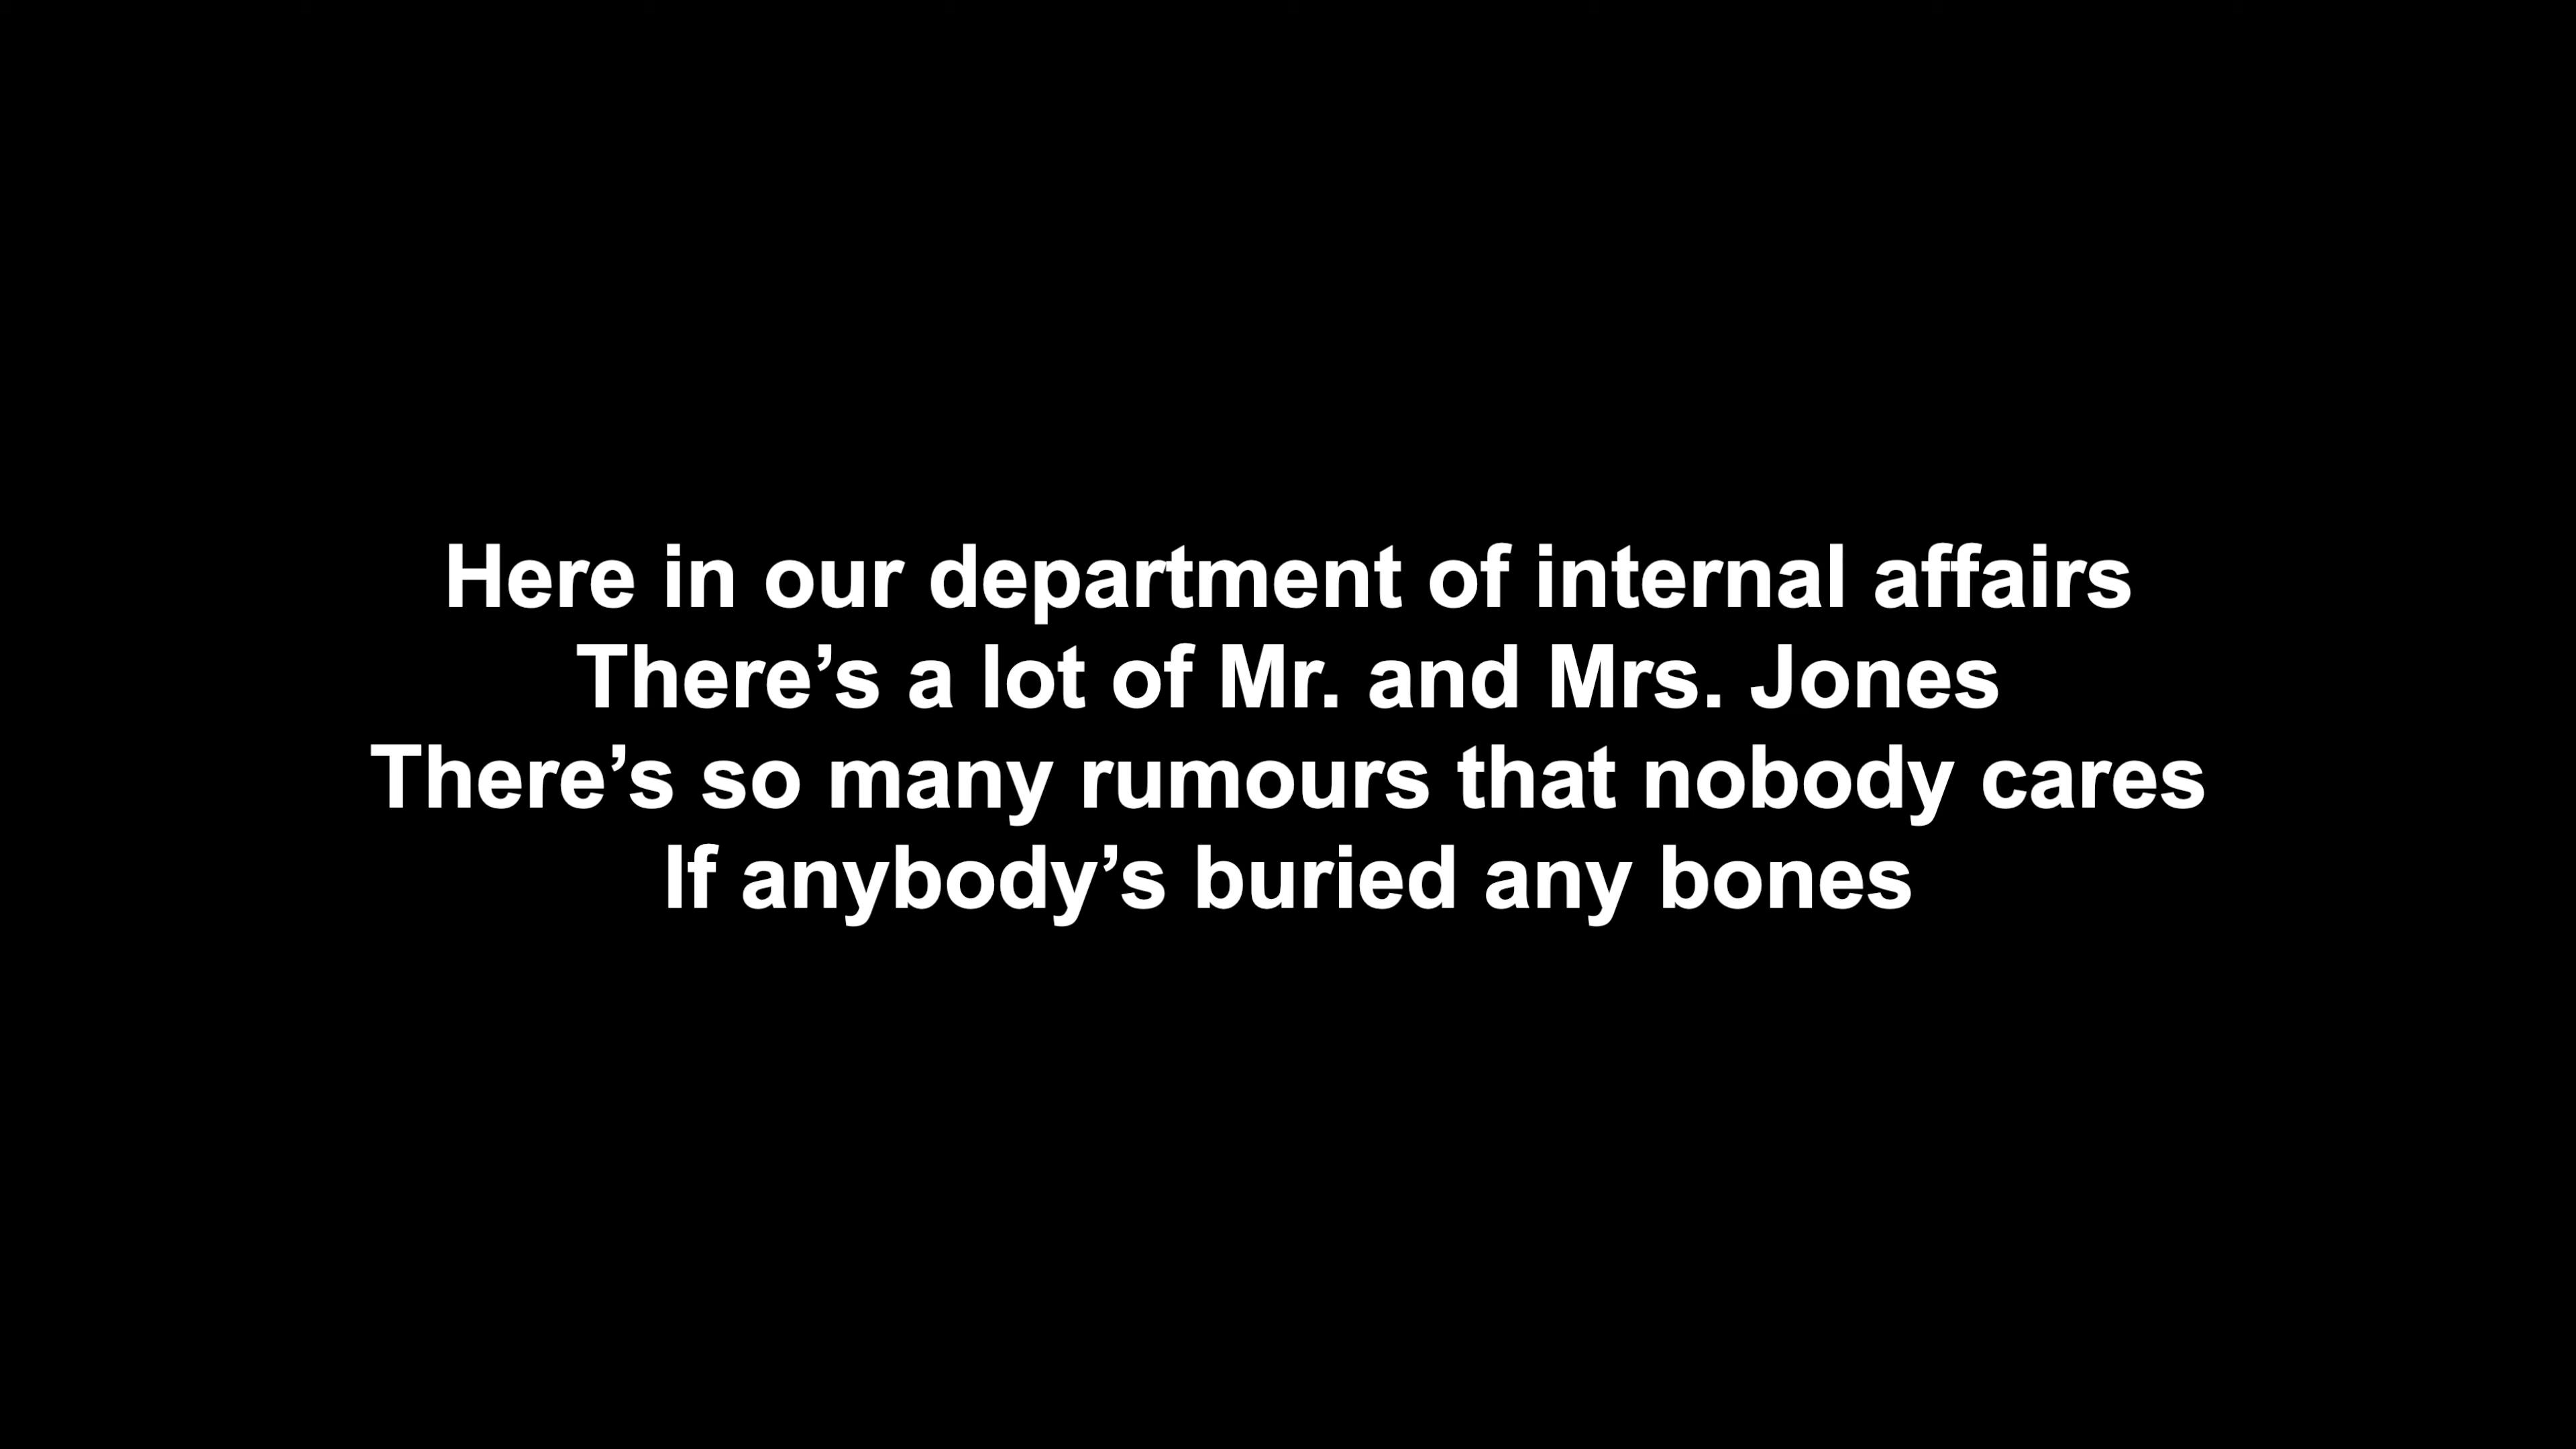 Here in our department of internal affairs
There’s a lot of Mr. and Mrs. Jones
There’s so many rumours that nobody cares
If anybody’s buried any bones